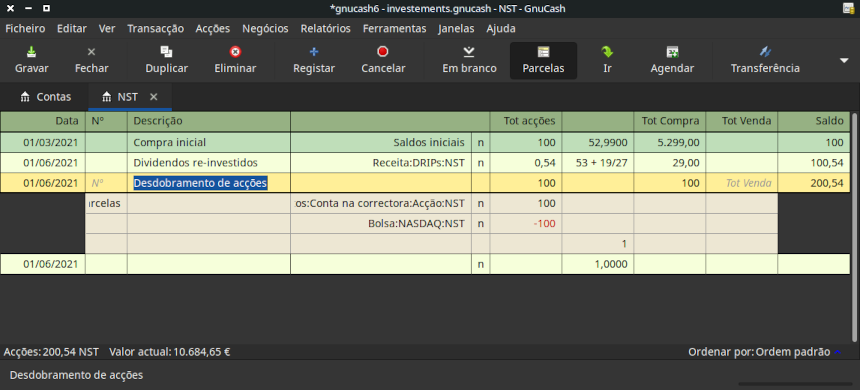 *gnucash6 - investements.gnucash - NST - GnuCash
Ficheiro Editar Ver Transacção Acções Negócios Relatórios Ferramentas Janelas Ajuda
Gravar Fechar Duplicar Eliminar Registar Cancelar Em branco Parcelas Ir Agendar Transferência
Contas NST
Data Nº Descrição Tot acções Tot Compra Tot Venda Saldo
01/03/2021 Compra inicial Saldos iniciais n 100 52,9900 5.299,00 100
01/06/2021 Dividendos re-investidos Receita:DRIPs:NST n 0,54 53 + 19/27 29,00 100,54
01/06/2021 Nº Desdobramento de acções 100 100 Tot Venda 200,54
ırcelas os:Conta na correctora:Acção:NST n 100
Bolsa:NASDAQ:NST n -100
1
01/06/2021 n 1,0000
Acções: 200,54 NST Valor actual: 10.684,65 € Ordenar por: Ordem padrão
Desdobramento de acções